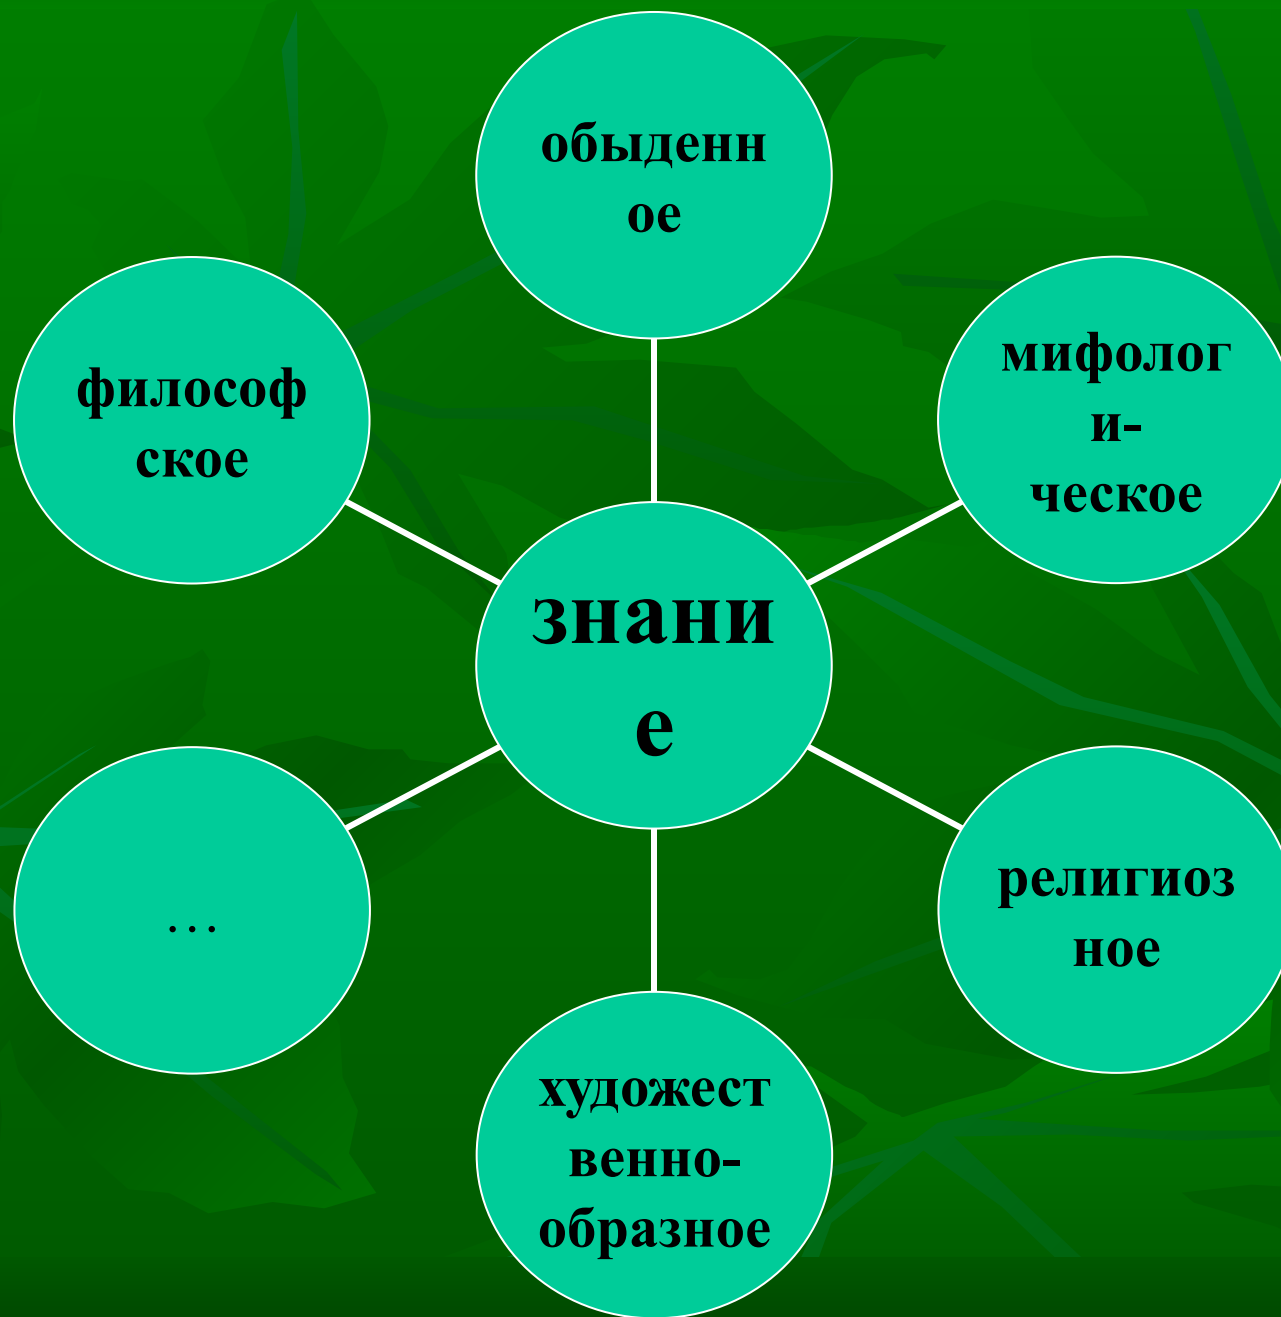 обыденн
ое
мифолог
и-
ческое
религиоз
ное
художест
венно-
образное
…
философ
ское
знани
е